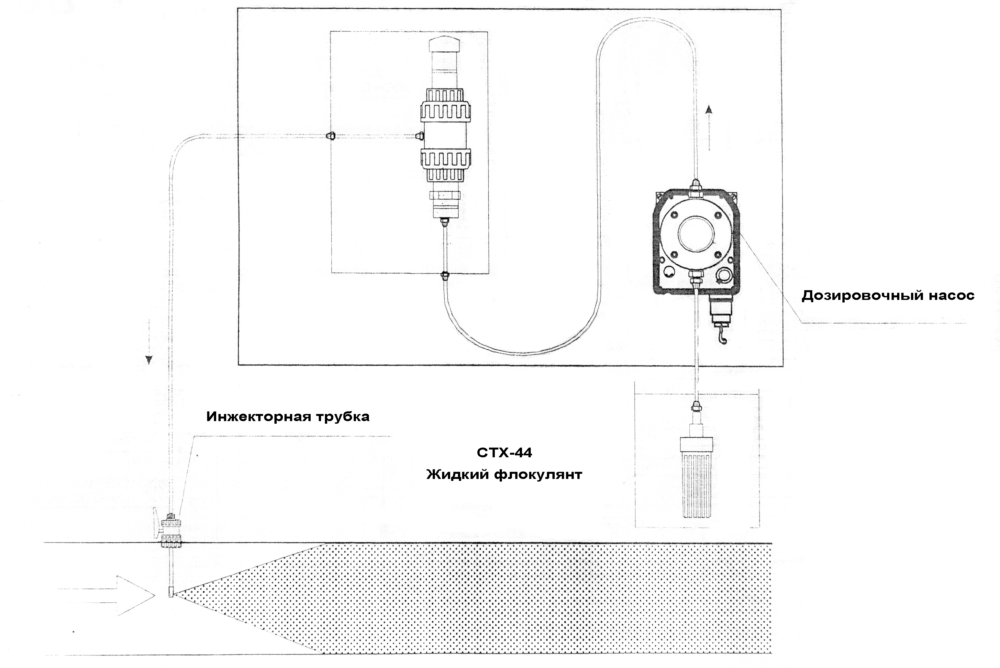 Дозировочный насос
Инжекторная трубка
СТХ-44
Жидкий флокулянт